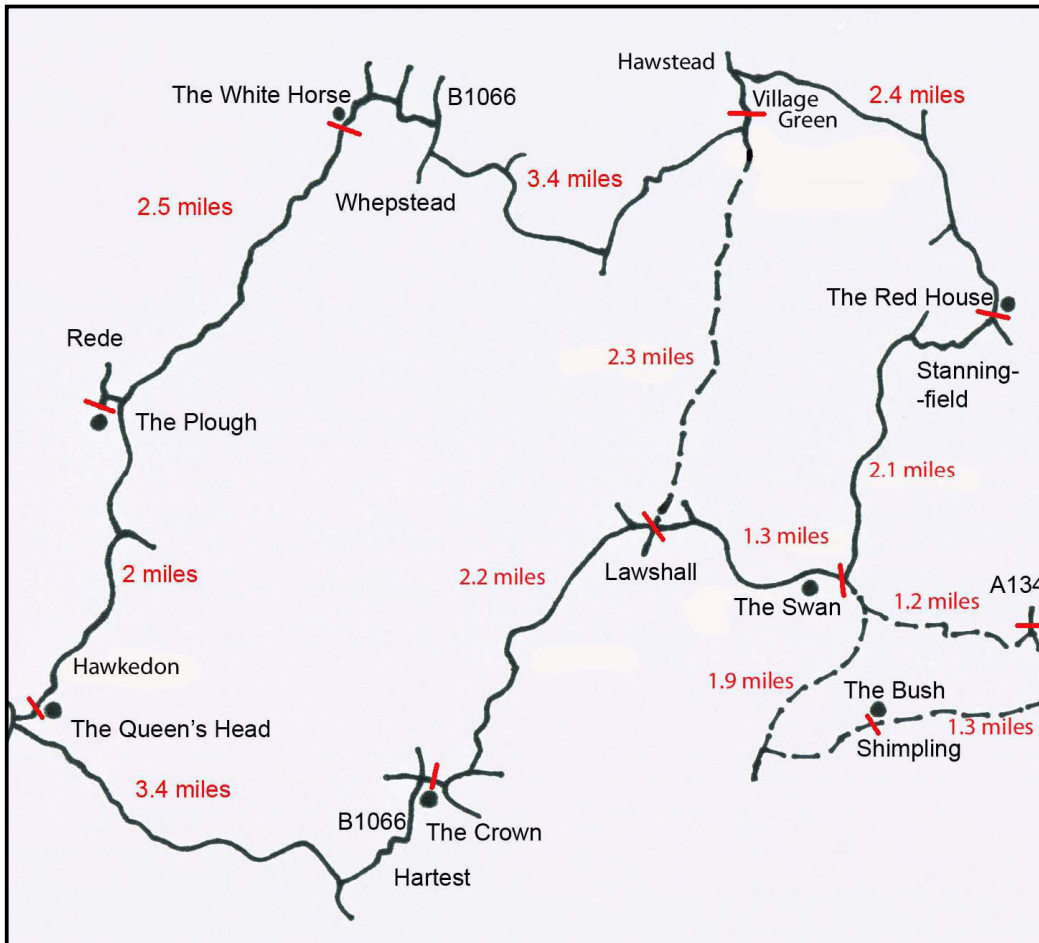 Hawstead
B1066
The White Horse
Village
Green
2.4 miles
3.4 miles
2.5 miles
Whepstead
The Red House
Rede
2.3 miles
Stanning-
-field
The Plough
2.1 miles
1.3 miles
2 miles
2.2 miles
Lawshall
The Swan
A134
1.2 miles
Hawkedon
1.9 miles
The Bush
The Queen's Head
1.3 miles
Shimpling
3.4 miles
B1066
The Crown
Hartest